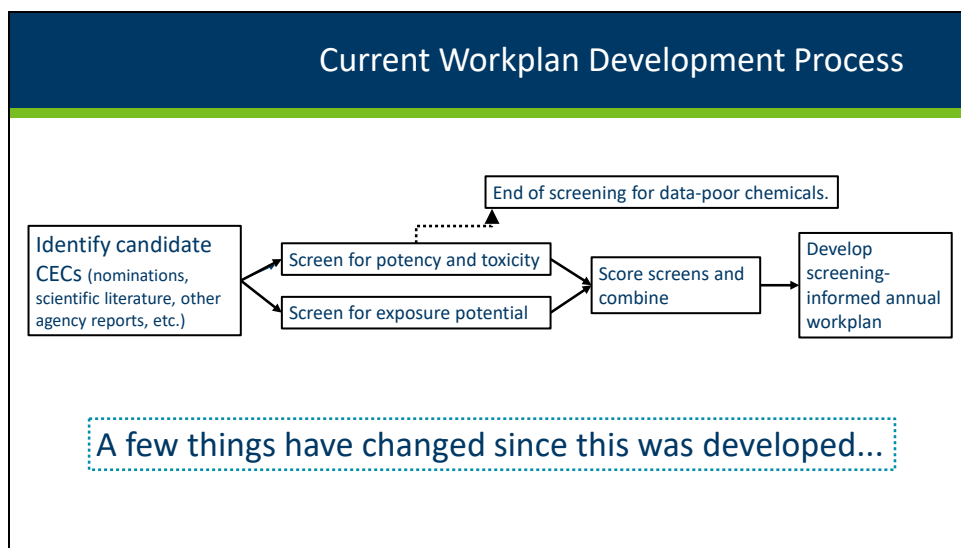 Current Workplan Development Process
End of screening for data-poor chemicals.
Identify candidate
CECs (nominations,
scientific literature, other
agency reports, etc.)
Screen for potency and toxicity
Screen for exposure potential
Score screens and
combine
Develop
screening-
informed annual
workplan
A few things have changed since this was developed...